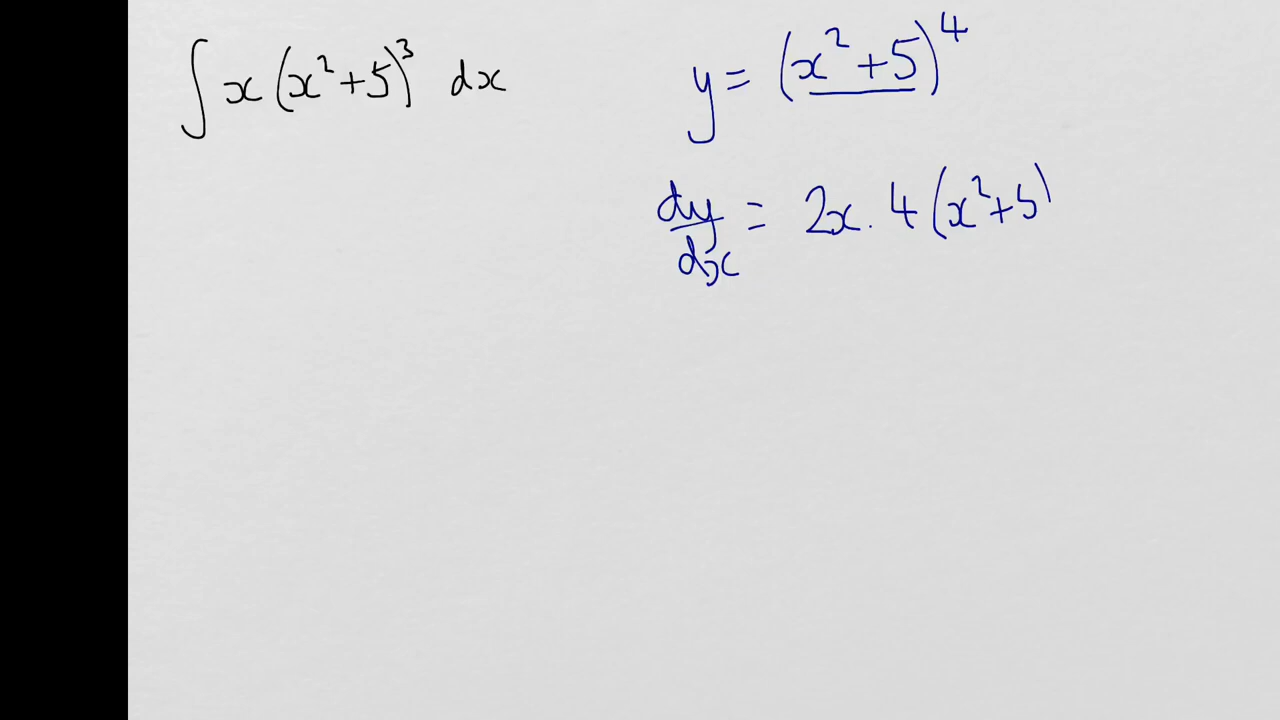 ∫ x (x² + 5)³ dx
y = (x² + 5)⁴
dy/dx = 2x . 4 (x² + 5)